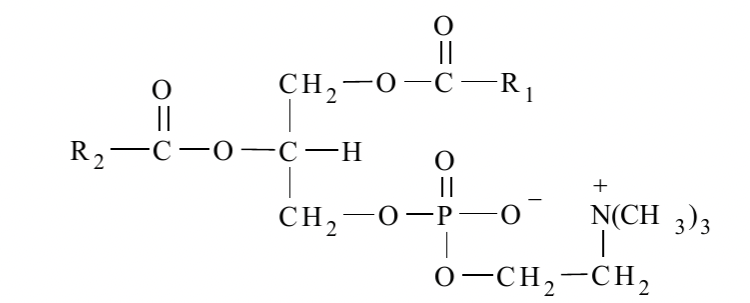 O
CH2—O—C—R1
O
R2—C—O—C—H
O
+
CH2—O—P—O− N(CH3)3
O—CH2—CH2